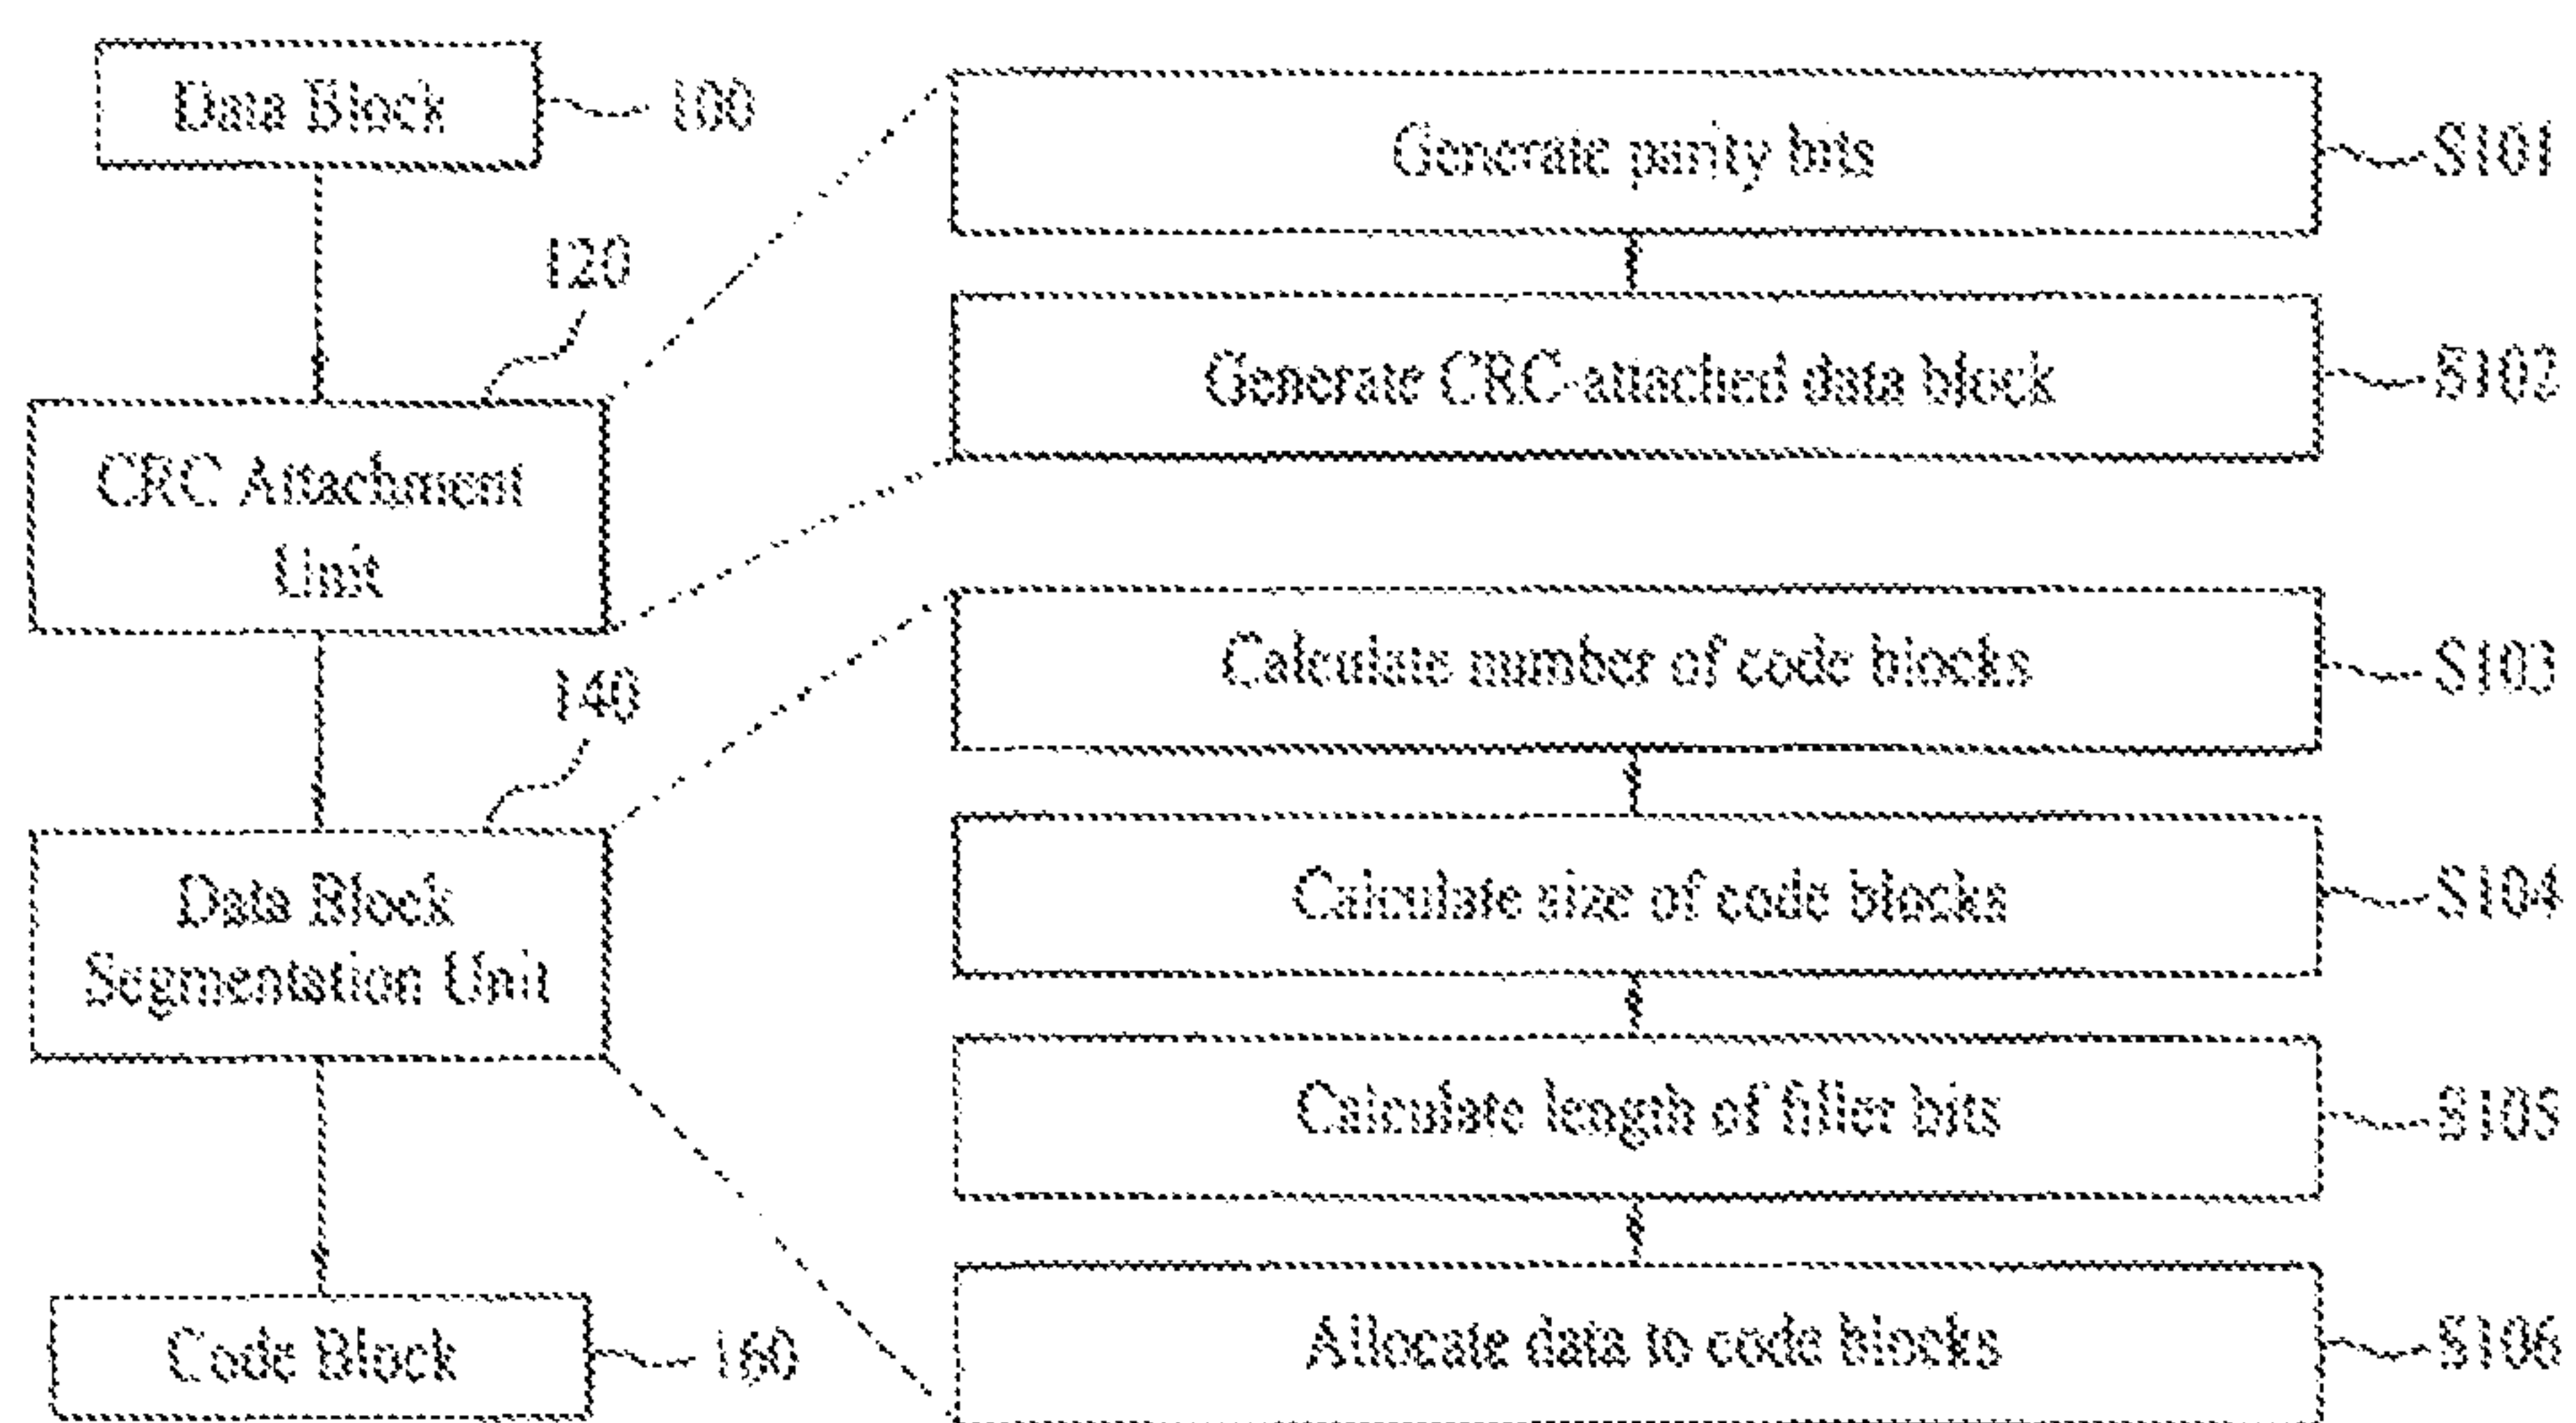 Data Block
100
120
CRC Attachment
Unit
140
Data Block
Segmentation Unit
Code Block
160
Generate parity bits
S101
Generate CRC-attached data block
S102
Calculate number of code blocks
S103
Calculate size of code blocks
S104
Calculate length of filler bits
S105
Allocate data to code blocks
S106